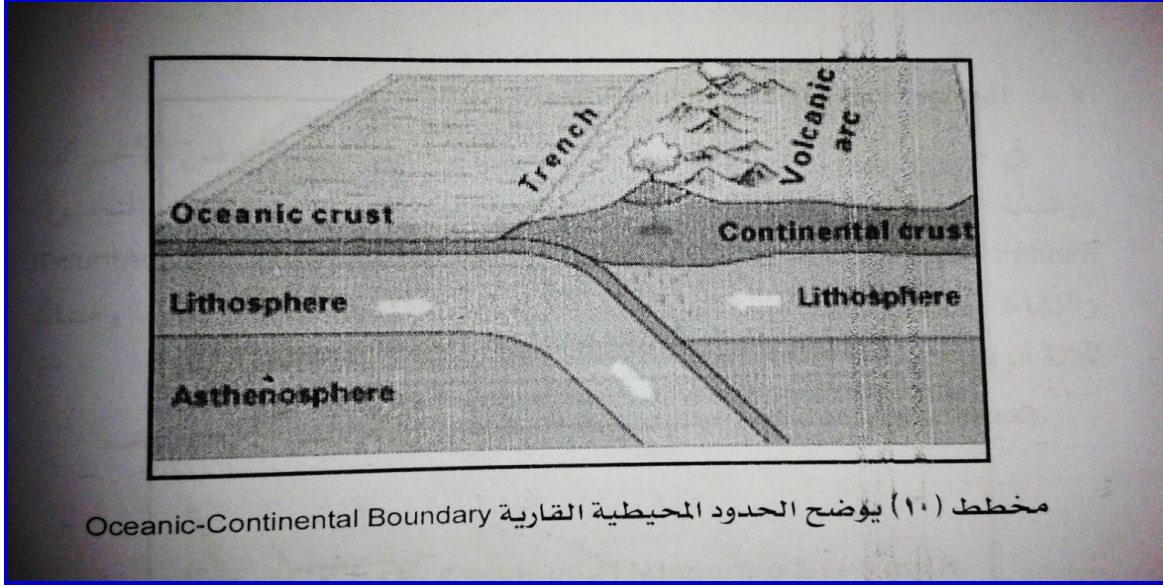 Trench
Volcanic
arc
Oceanic crust
Continental crust
Lithosphere
Lithosphere
Asthenosphere
مخطط (١٠) يوضح الحدود المحيطية القارية Oceanic-Continental Boundary